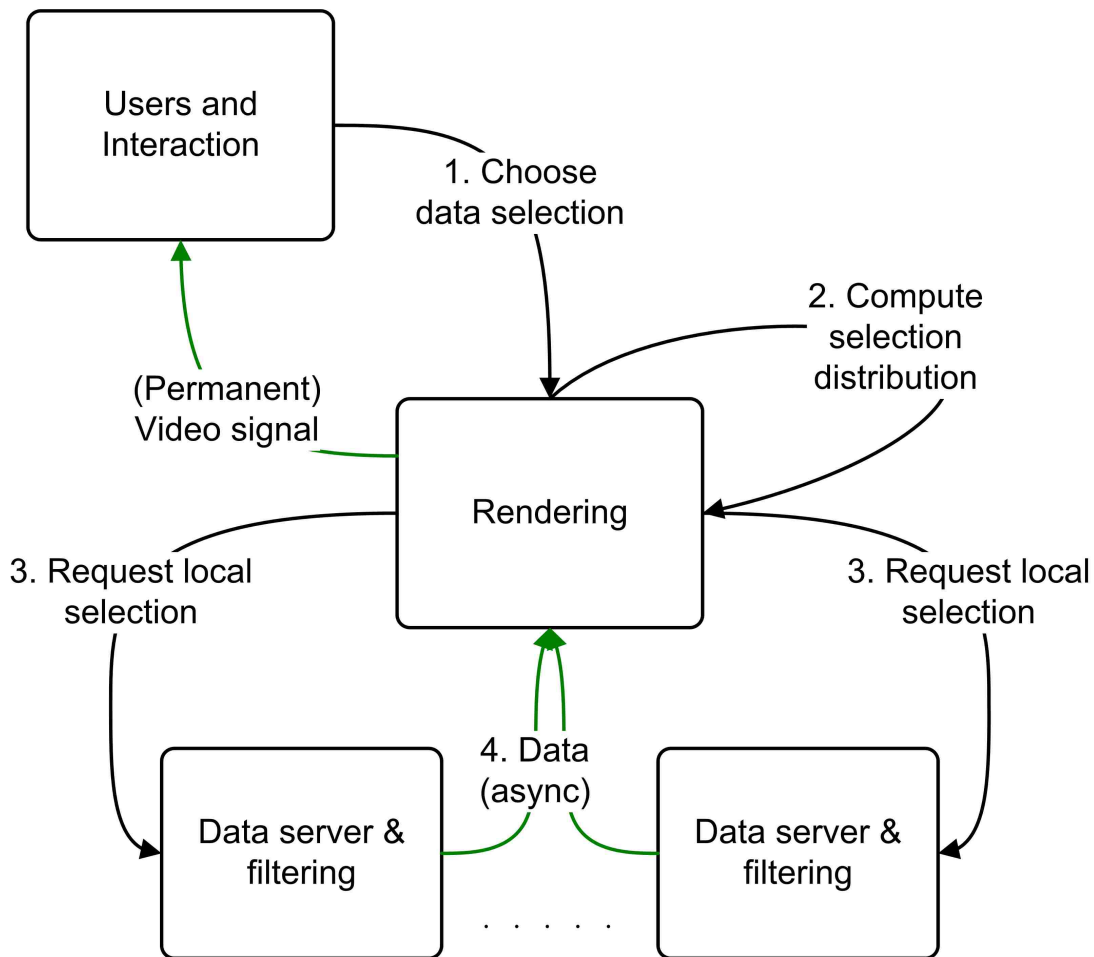 Users and
Interaction
1. Choose
data selection
2. Compute
selection
distribution
(Permanent)
Video signal
Rendering
3. Request local
selection
3. Request local
selection
4. Data
(async)
Data server &
filtering
Data server &
filtering
. . . . .